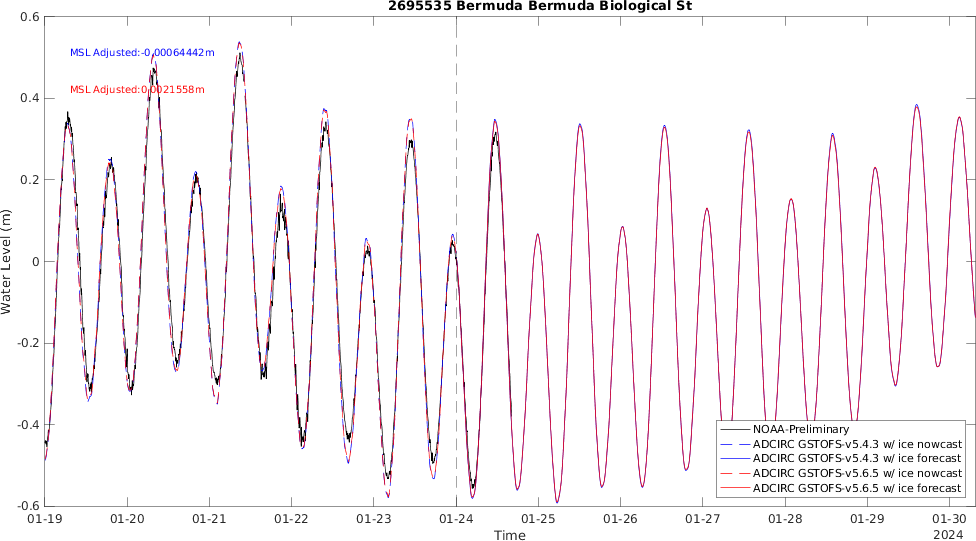 2695535 Bermuda Bermuda Biological St
0.6
0.4
0.2
0
-0.2
-0.4
-0.6
Water Level (m)
MSL Adjusted:-0.00064442m
MSL Adjusted:0.0021558m
NOAA-Preliminary
ADCIRC GSTOFS-v5.4.3 w/ ice nowcast
ADCIRC GSTOFS-v5.4.3 w/ ice forecast
ADCIRC GSTOFS-v5.6.5 w/ ice nowcast
ADCIRC GSTOFS-v5.6.5 w/ ice forecast
01-19 01-20 01-21 01-22 01-23 01-24 01-25 01-26 01-27 01-28 01-29 01-30
2024
Time